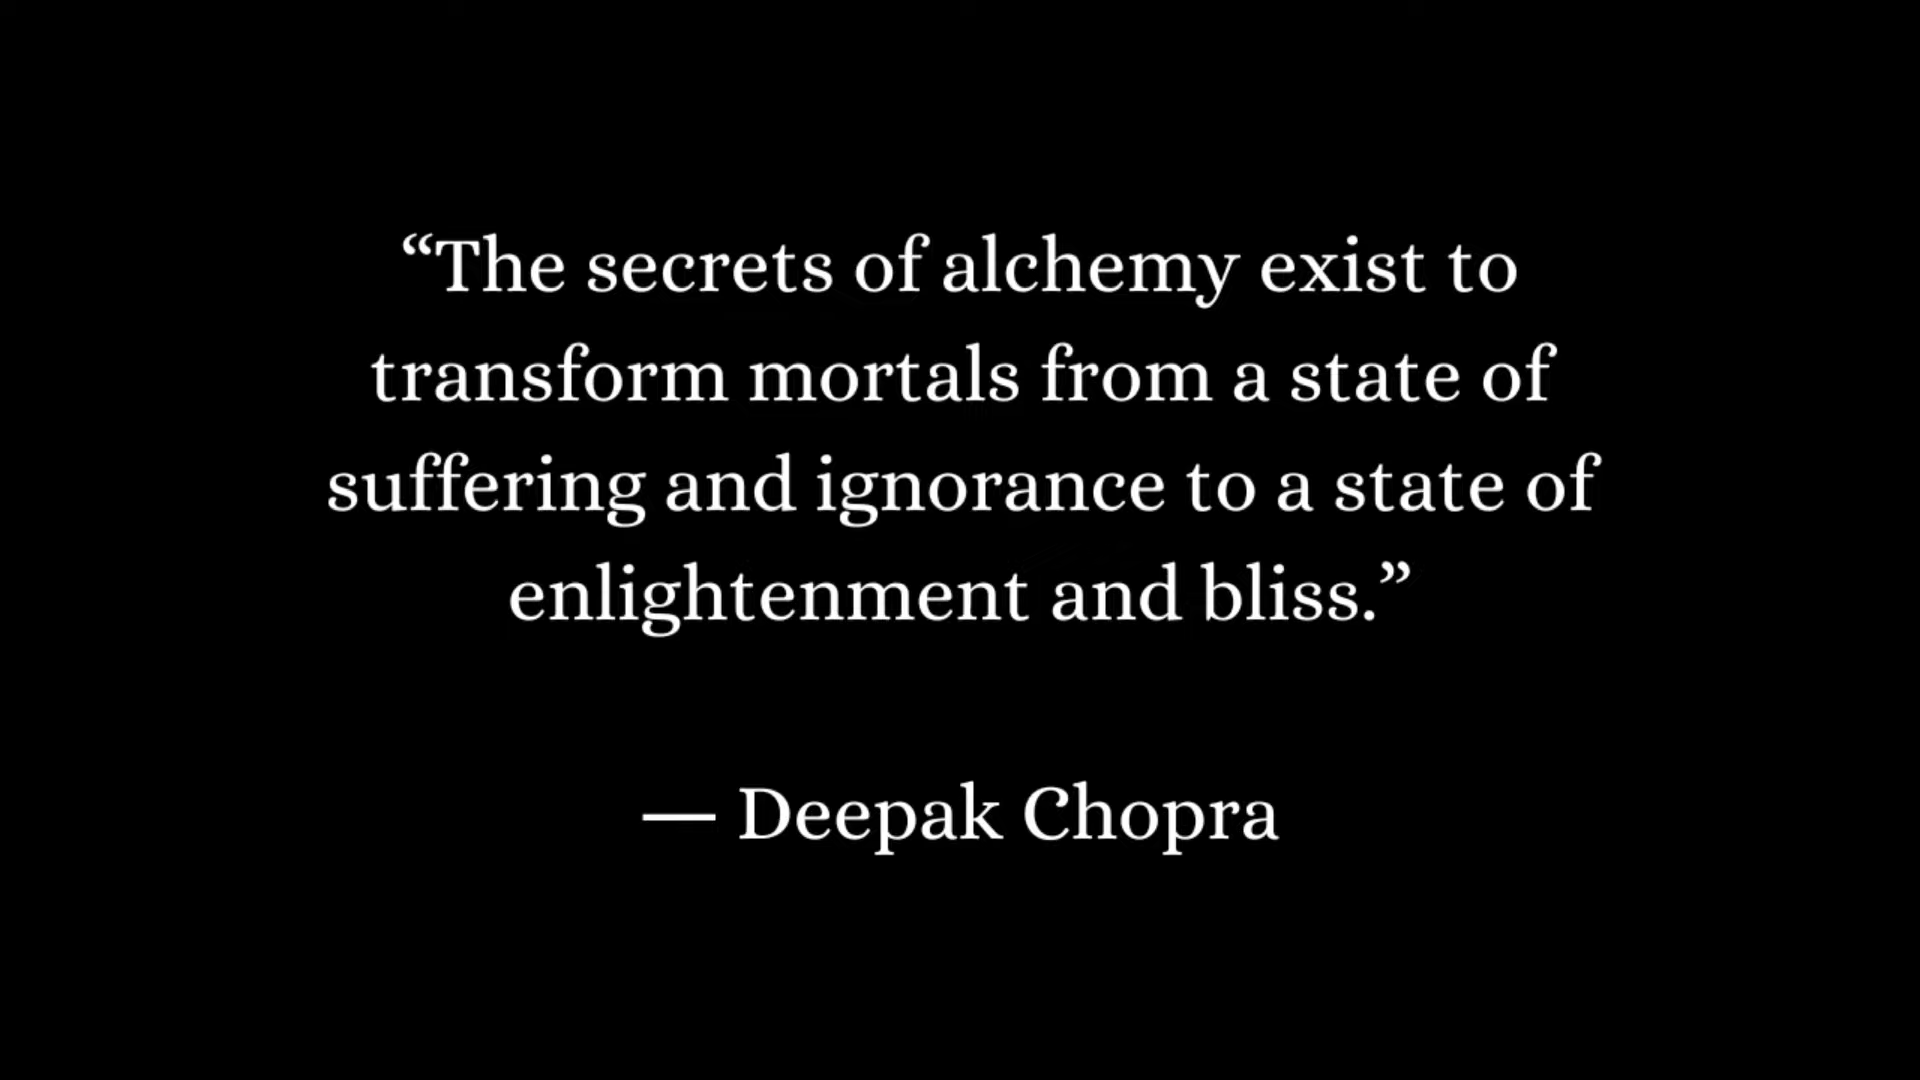 “The secrets of alchemy exist to
transform mortals from a state of
suffering and ignorance to a state of
enlightenment and bliss.”
— Deepak Chopra